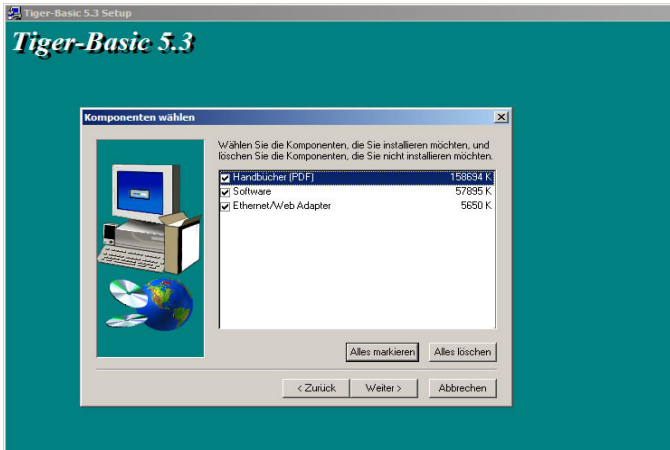 Tiger-Basic 5.3 Setup
Tiger-Basic 5.3
Komponenten wählen
Wählen Sie die Komponenten, die Sie installieren möchten, und
löschen Sie die Komponenten, die Sie nicht installieren möchten.
Handbücher (PDF) 158694 K
Software 57895 K
Ethernet/Web Adapter 5650 K
Alles markieren Alles löschen
< Zurück Weiter > Abbrechen